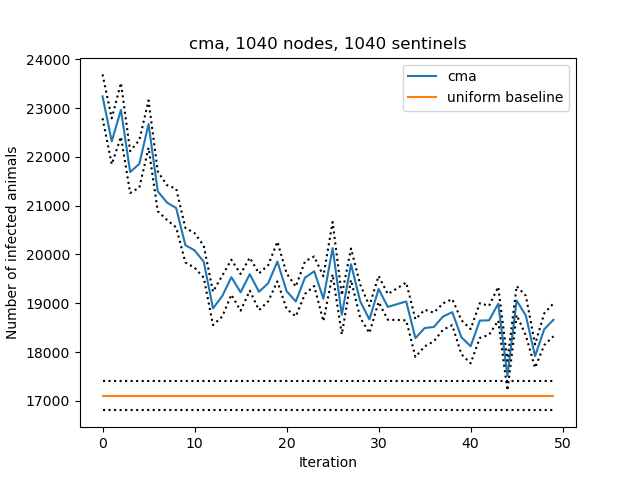 cma, 1040 nodes, 1040 sentinels
24000
23000
22000
21000
20000
19000
18000
17000
Number of infected animals
cma
uniform baseline
0 10 20 30 40 50
Iteration